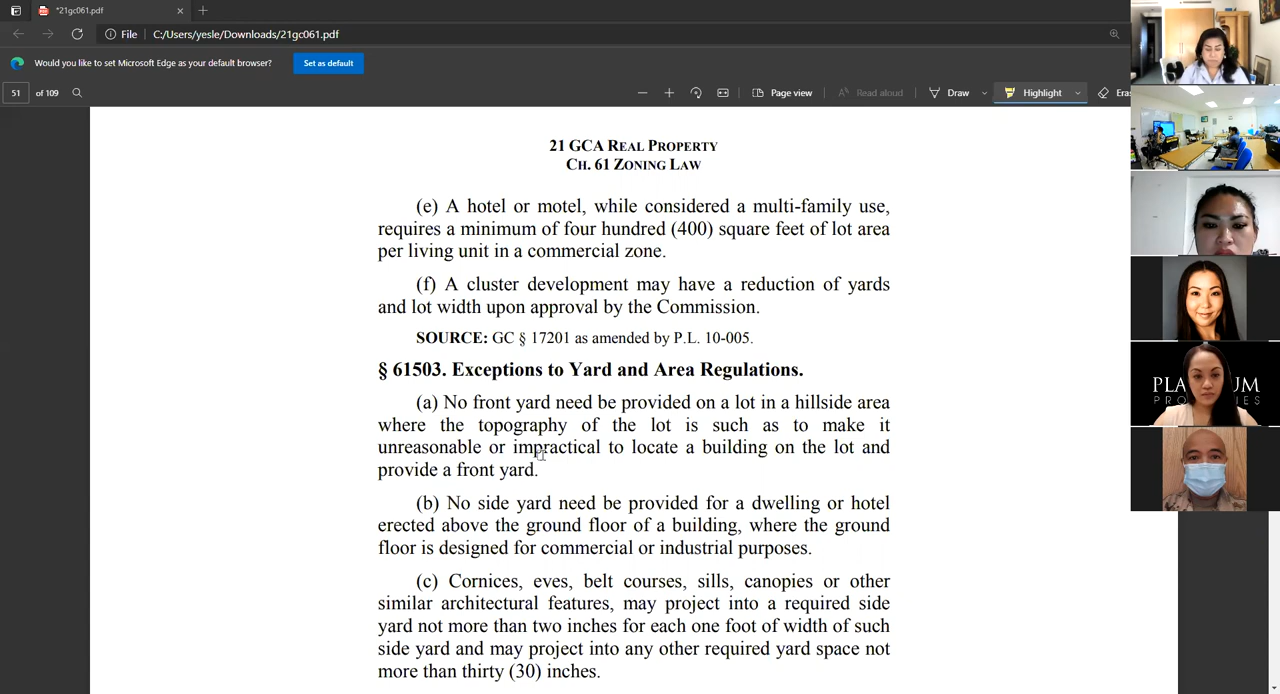 *21gc061.pdf
File C:/Users/yesle/Downloads/21gc061.pdf
Would you like to set Microsoft Edge as your default browser? Set as default
51 of 109 Page view Read aloud Draw Highlight Eras
21 GCA REAL PROPERTY
CH. 61 ZONING LAW
(e) A hotel or motel, while considered a multi-family use,
requires a minimum of four hundred (400) square feet of lot area
per living unit in a commercial zone.
(f) A cluster development may have a reduction of yards
and lot width upon approval by the Commission.
SOURCE: GC § 17201 as amended by P.L. 10-005.
§ 61503. Exceptions to Yard and Area Regulations.
(a) No front yard need be provided on a lot in a hillside area
where the topography of the lot is such as to make it
unreasonable or impractical to locate a building on the lot and
provide a front yard.
(b) No side yard need be provided for a dwelling or hotel
erected above the ground floor of a building, where the ground
floor is designed for commercial or industrial purposes.
(c) Cornices, eves, belt courses, sills, canopies or other
similar architectural features, may project into a required side
yard not more than two inches for each one foot of width of such
side yard and may project into any other required yard space not
more than thirty (30) inches.